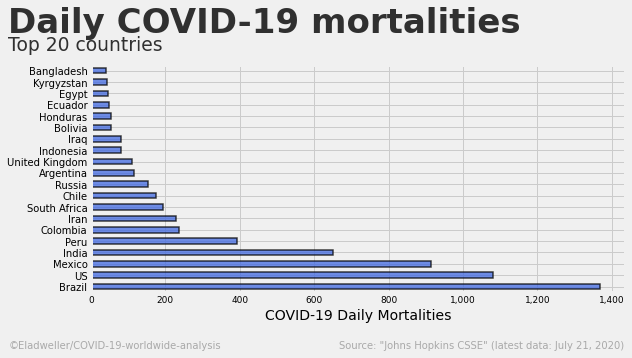 Daily COVID-19 mortalities
Top 20 countries
Bangladesh
Kyrgyzstan
Egypt
Ecuador
Honduras
Bolivia
Iraq
Indonesia
United Kingdom
Argentina
Russia
Chile
South Africa
Iran
Colombia
Peru
India
Mexico
US
Brazil
0 200 400 600 800 1,000 1,200 1,400
COVID-19 Daily Mortalities
©Eladweller/COVID-19-worldwide-analysis Source: "Johns Hopkins CSSE" (latest data: July 21, 2020)